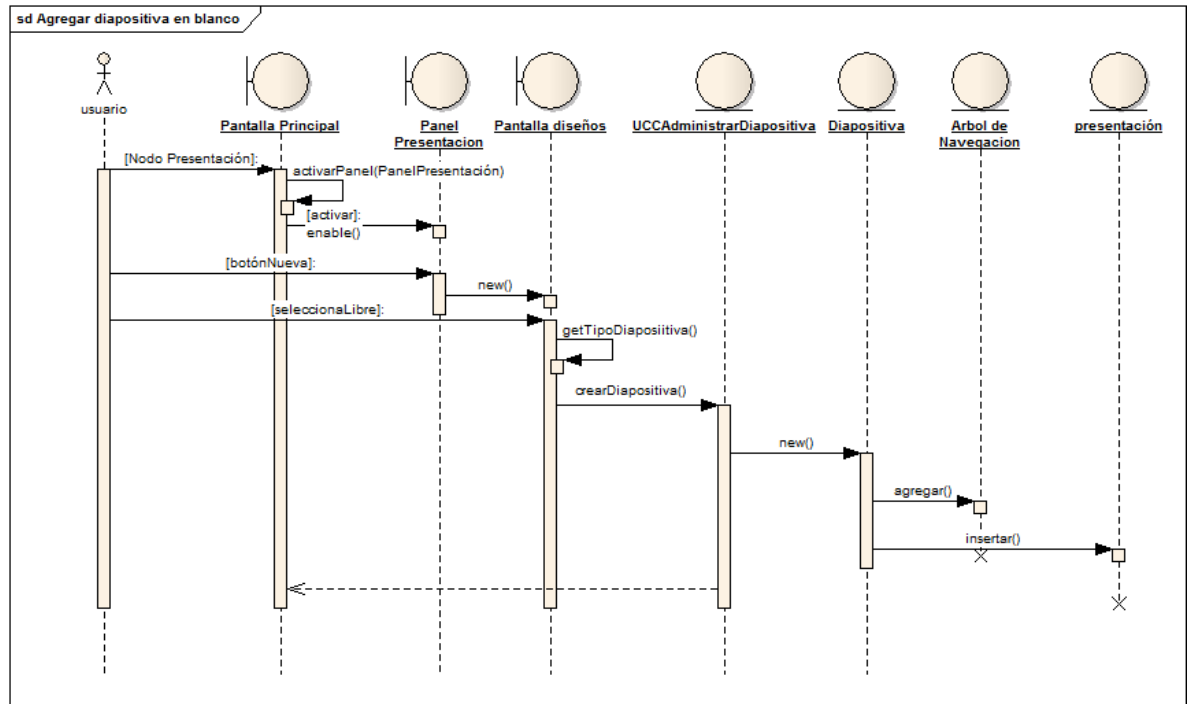 sd Agregar diapositiva en blanco
usuario
Pantalla Principal
Panel
Presentacion
Pantalla diseños
UCCAdministrarDiapositiva
Diapositiva
Arbol de
Navegacion
presentación
[Nodo Presentación]:
activarPanel(PanelPresentación)
[activar]:
enable()
[botónNueva]:
new()
[seleccionaLibre]:
getTipoDiaposiitiva()
crearDiapositiva()
new()
agregar()
insertar()